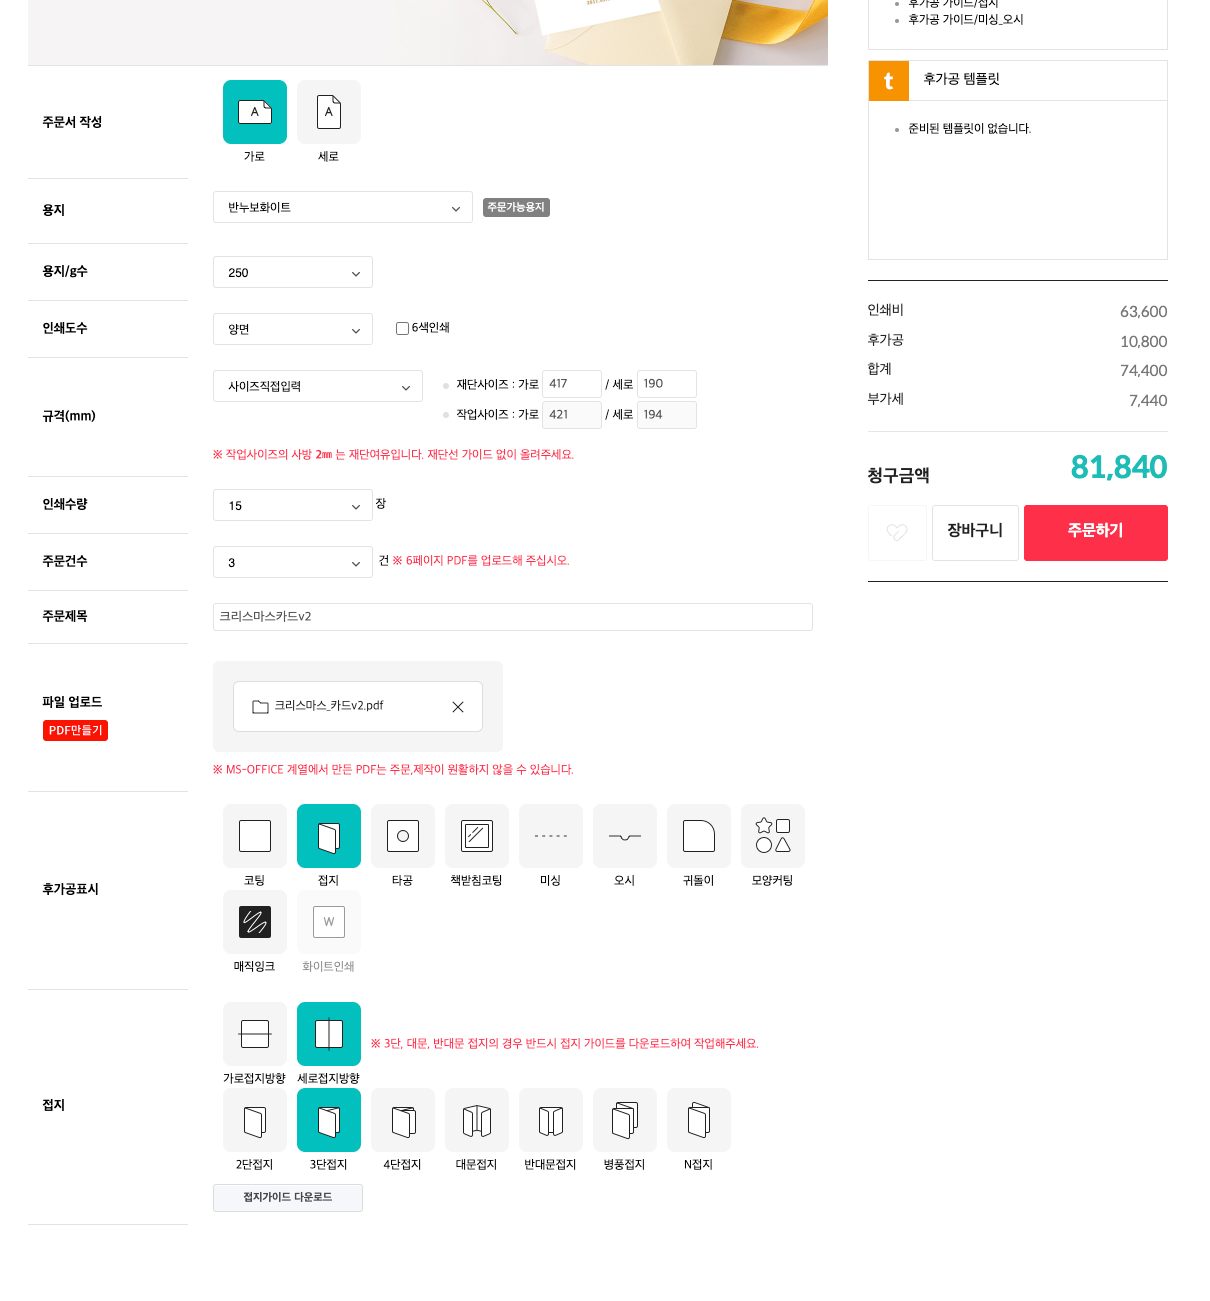 후가공 가이드/접지
후가공 가이드/미싱_오시
t
후가공 템플릿
준비된 템플릿이 없습니다.
주문서 작성
A
A
가로
세로
용지
반누보화이트
주문가능용지
용지/g수
250
인쇄도수
양면
6색인쇄
규격(mm)
사이즈직접입력
재단사이즈 : 가로 417 / 세로 190
작업사이즈 : 가로 421 / 세로 194
※ 작업사이즈의 사방 2㎜ 는 재단여유입니다. 재단선 가이드 없이 올려주세요.
인쇄수량
15
장
주문건수
3
건 ※ 6페이지 PDF를 업로드해 주십시오.
주문제목
크리스마스카드v2
파일 업로드
PDF만들기
크리스마스_카드v2.pdf
※ MS-OFFICE 계열에서 만든 PDF는 주문,제작이 원활하지 않을 수 있습니다.
후가공표시
코팅
접지
타공
책받침코팅
미싱
오시
귀돌이
모양커팅
W
매직잉크
화이트인쇄
접지
※ 3단, 대문, 반대문 접지의 경우 반드시 접지 가이드를 다운로드하여 작업해주세요.
가로접지방향
세로접지방향
2단접지
3단접지
4단접지
대문접지
반대문접지
병풍접지
N접지
접지가이드 다운로드
인쇄비 63,600
후가공 10,800
합계 74,400
부가세 7,440
청구금액 81,840
장바구니
주문하기